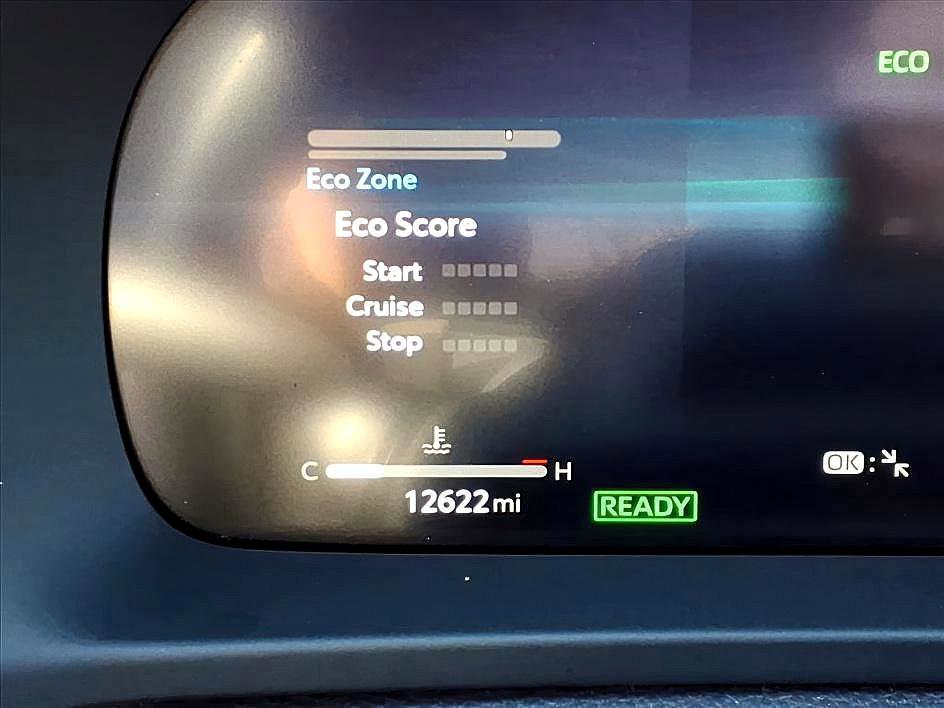 ECO
Eco Zone
Eco Score
Start
Cruise
Stop
C H
OK :
12622 mi
READY